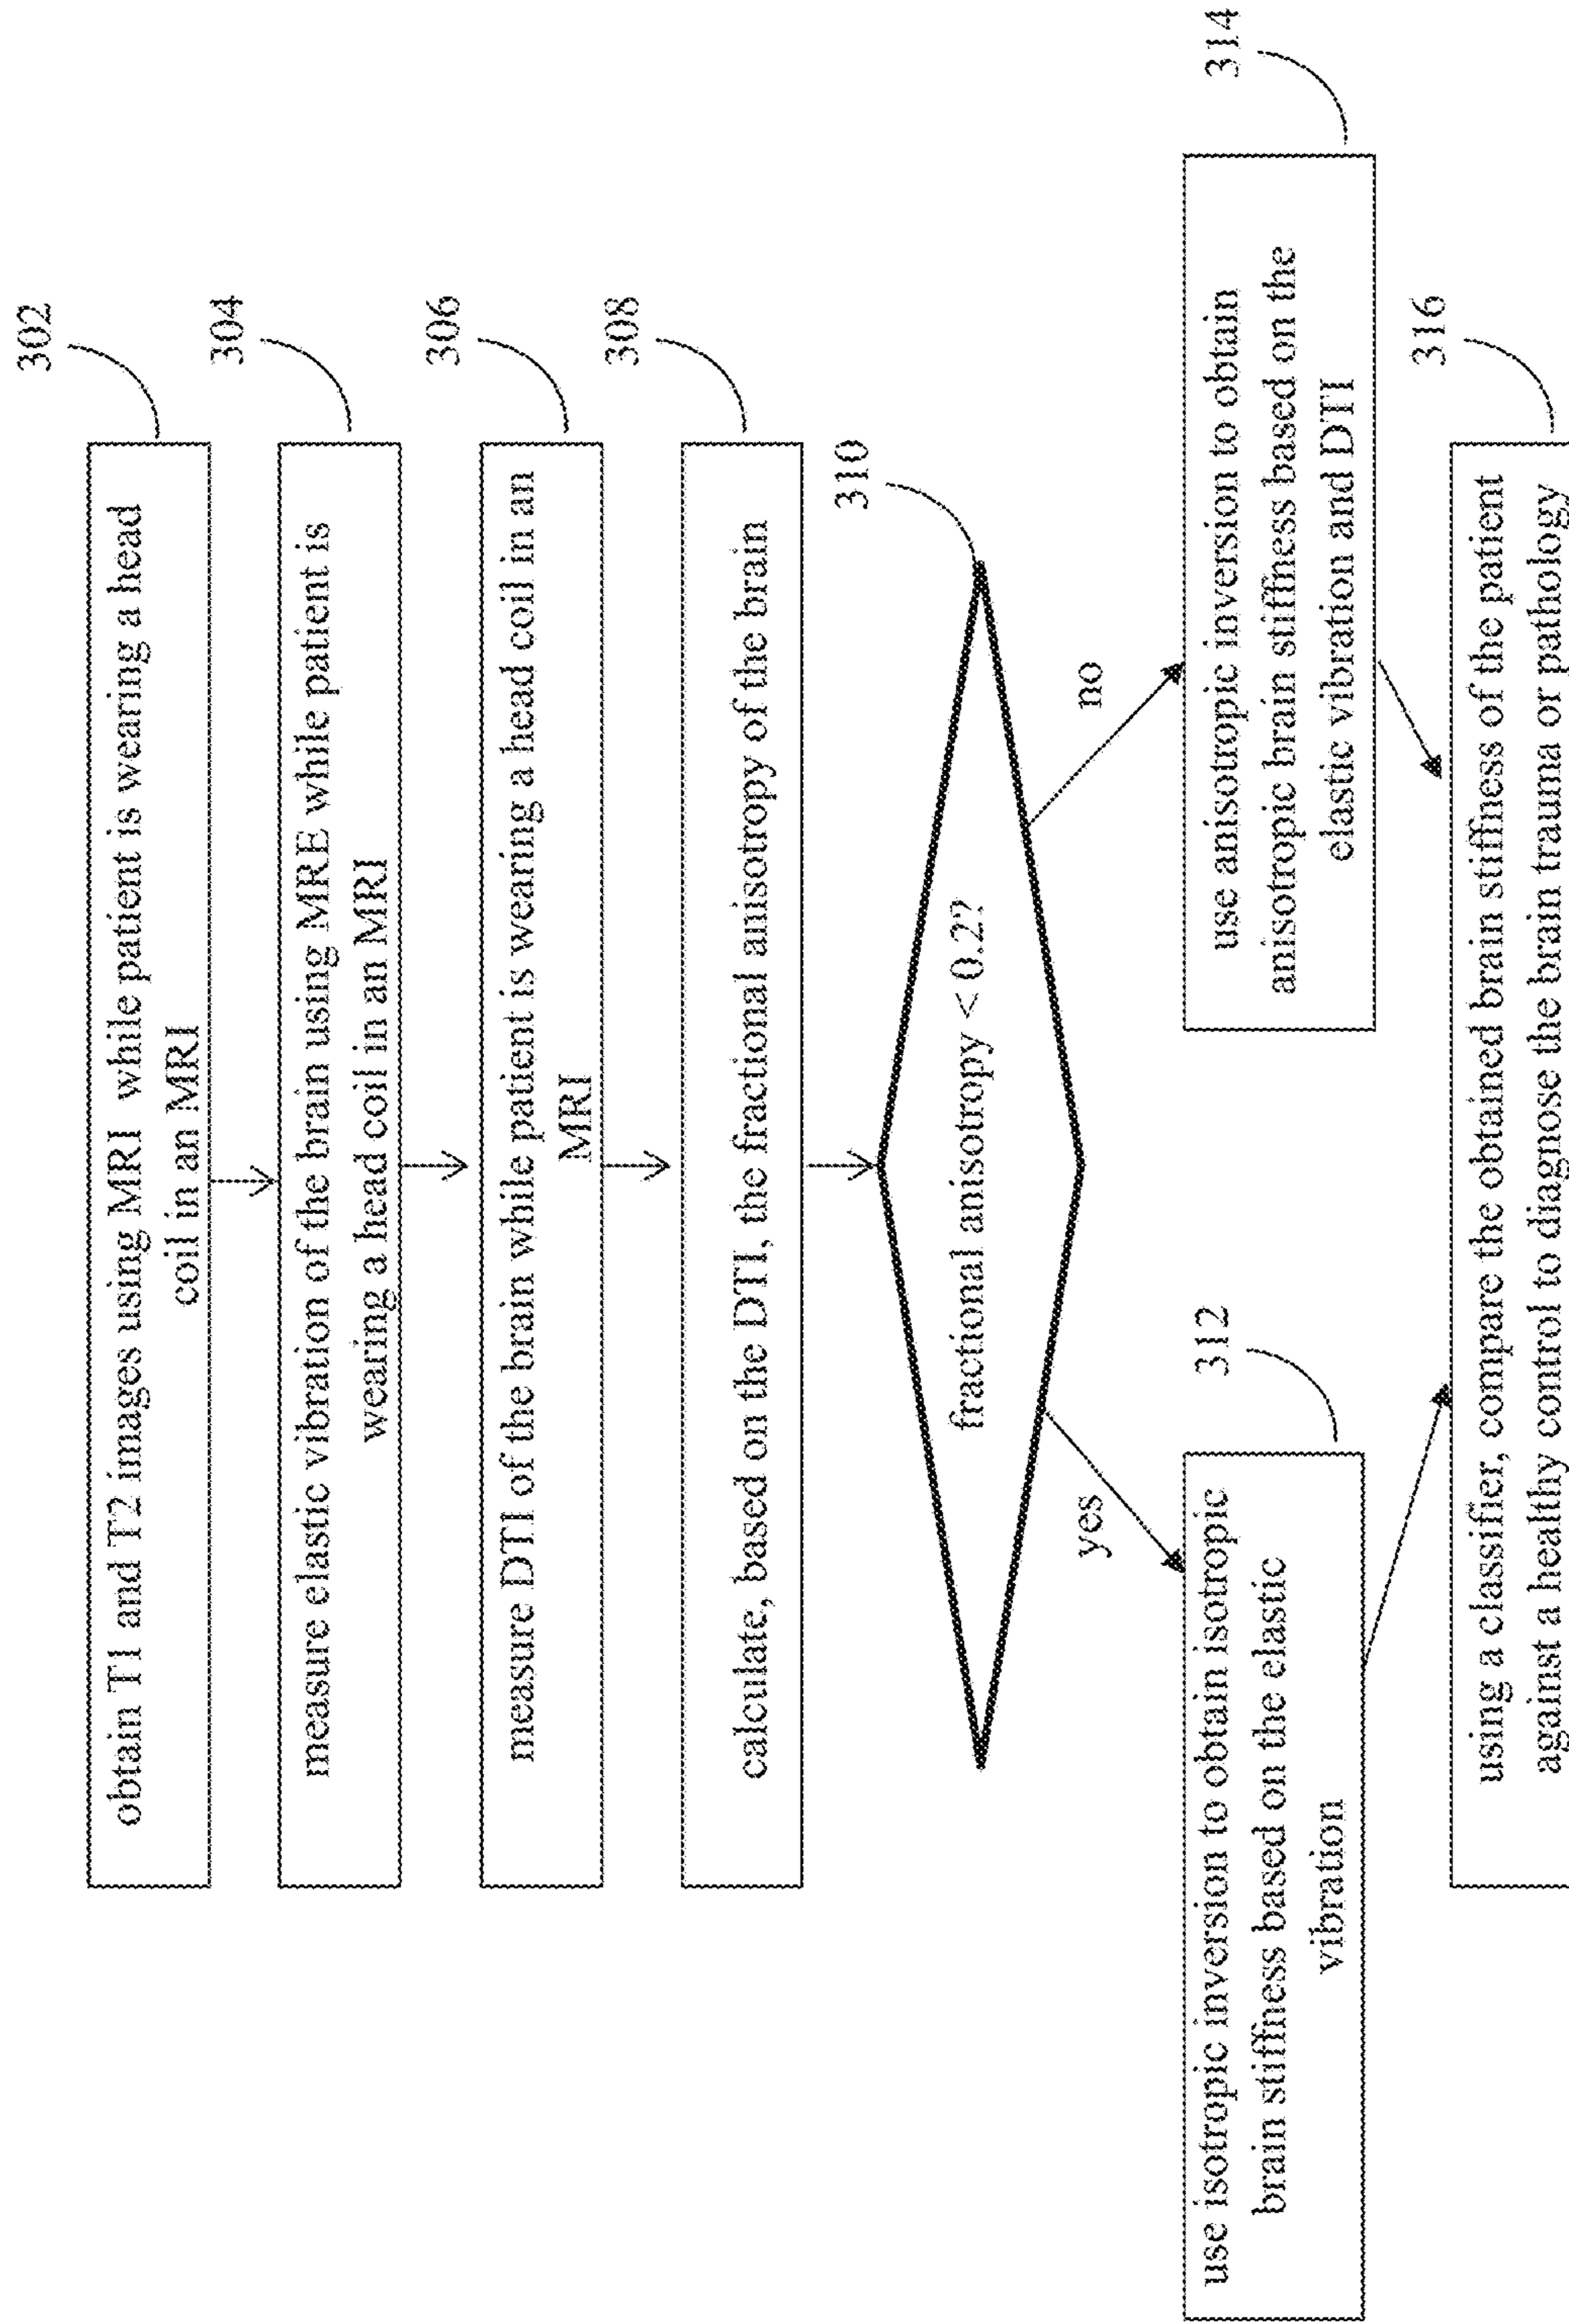 302
obtain T1 and T2 images using MRI while patient is wearing a head
coil in an MRI
304
measure elastic vibration of the brain using MRE while patient is
wearing a head coil in an MRI
306
measure DTI of the brain while patient is wearing a head coil in an
MRI
308
calculate, based on the DTI, the fractional anisotropy of the brain
310
fractional anisotropy < 0.2?
yes
no
312
use isotropic inversion to obtain isotropic
brain stiffness based on the elastic
vibration
314
use anisotropic inversion to obtain
anisotropic brain stiffness based on the
elastic vibration and DTI
316
using a classifier, compare the obtained brain stiffness of the patient
against a healthy control to diagnose the brain trauma or pathology